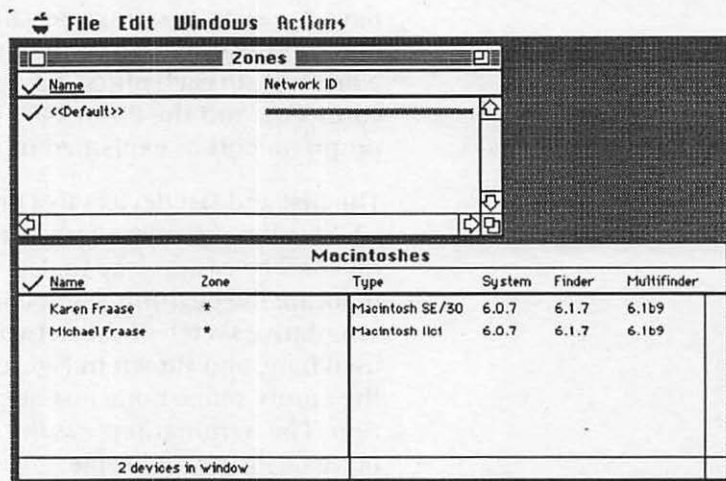 File Edit Windows Actions
Zones
Name Network ID
<<Default>>
Macintoshes
Name Zone Type System Finder Multifinder
Karen Fraase * Macintosh SE/30 6.0.7 6.1.7 6.1b9
Michael Fraase * Macintosh IIci 6.0.7 6.1.7 6.1b9
2 devices in window